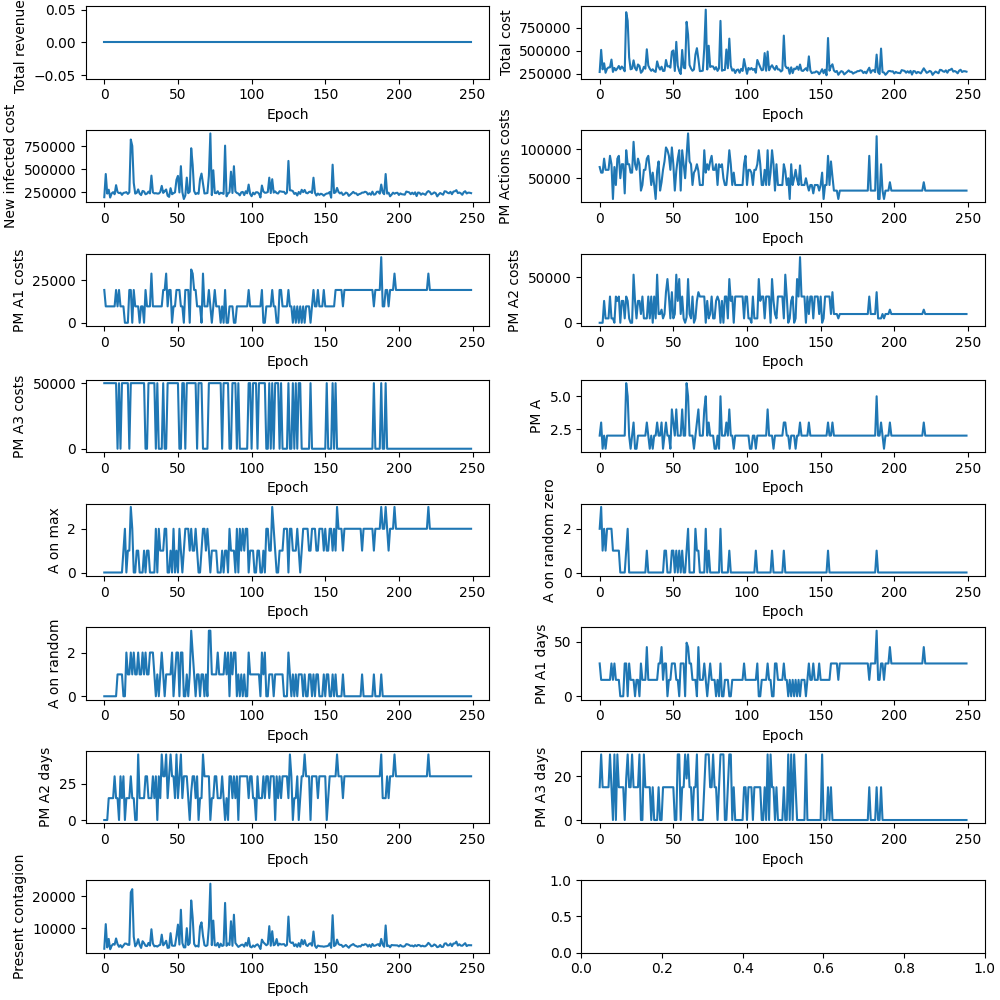 Total revenue
0.05
0.00
−0.05
0 50 100 150 200 250
Epoch
Total cost
750000
500000
250000
0 50 100 150 200 250
Epoch
New infected cost
750000
500000
250000
0 50 100 150 200 250
Epoch
PM Actions costs
100000
50000
0 50 100 150 200 250
Epoch
PM A1 costs
25000
0
0 50 100 150 200 250
Epoch
PM A2 costs
50000
0
0 50 100 150 200 250
Epoch
PM A3 costs
50000
0
0 50 100 150 200 250
Epoch
PM A
5.0
2.5
0 50 100 150 200 250
Epoch
A on max
2
0
0 50 100 150 200 250
Epoch
A on random zero
2
0
0 50 100 150 200 250
Epoch
A on random
2
0
0 50 100 150 200 250
Epoch
PM A1 days
50
0
0 50 100 150 200 250
Epoch
PM A2 days
25
0
0 50 100 150 200 250
Epoch
PM A3 days
20
0
0 50 100 150 200 250
Epoch
Present contagion
20000
10000
0 50 100 150 200 250
Epoch
1.0
0.5
0.0
0.0 0.2 0.4 0.6 0.8 1.0